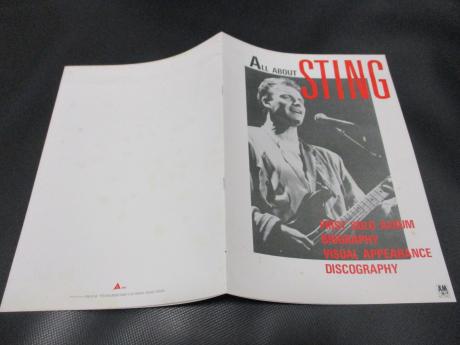 ALL ABOUT
STING
FIRST SOLO ALBUM
BIOGRAPHY
VISUAL APPEARANCE
DISCOGRAPHY
A&M